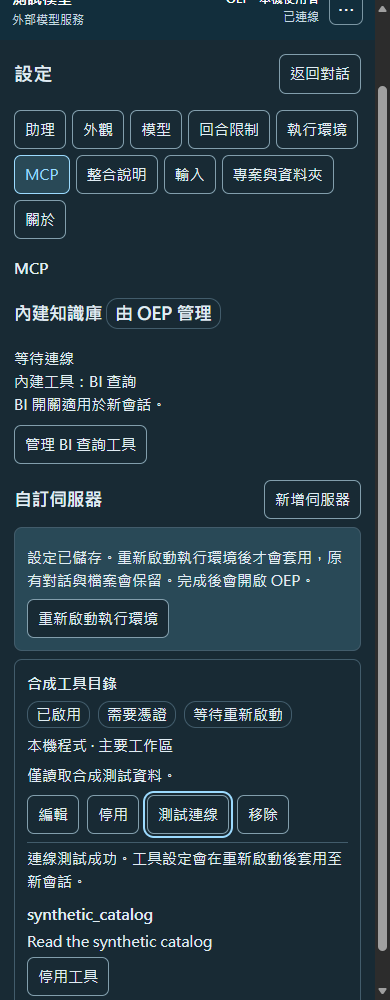 測試模型
OEP · 本機使用者
外部模型服務
已連線
...
設定
返回對話
助理
外觀
模型
回合限制
執行環境
MCP
整合說明
輸入
專案與資料夾
關於
MCP
內建知識庫 由 OEP 管理
等待連線
內建工具：BI 查詢
BI 開關適用於新會話。
管理 BI 查詢工具
自訂伺服器
新增伺服器
設定已儲存。重新啟動執行環境後才會套用，原
有對話與檔案會保留。完成後會開啟 OEP。
重新啟動執行環境
合成工具目錄
已啟用
需要憑證
等待重新啟動
本機程式 · 主要工作區
僅讀取合成測試資料。
編輯
停用
測試連線
移除
連線測試成功。工具設定會在重新啟動後套用至
新會話。
synthetic_catalog
Read the synthetic catalog
停用工具